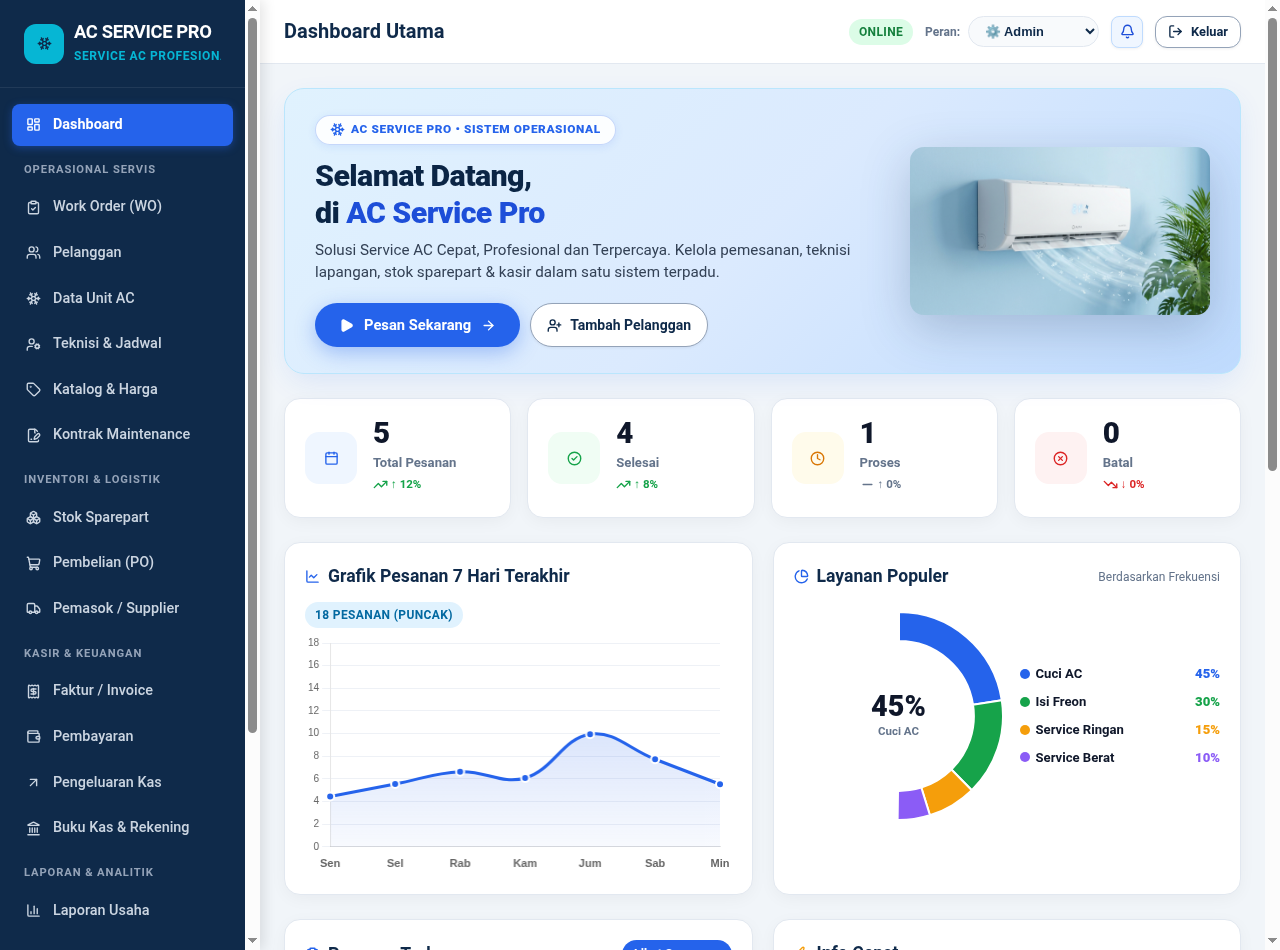 AC SERVICE PRO
SERVICE AC PROFESION
Dashboard
OPERASIONAL SERVIS
Work Order (WO)
Pelanggan
Data Unit AC
Teknisi & Jadwal
Katalog & Harga
Kontrak Maintenance
INVENTORI & LOGISTIK
Stok Sparepart
Pembelian (PO)
Pemasok / Supplier
KASIR & KEUANGAN
Faktur / Invoice
Pembayaran
Pengeluaran Kas
Buku Kas & Rekening
LAPORAN & ANALITIK
Laporan Usaha
Dashboard Utama
ONLINE
Peran:
Admin
Keluar
AC SERVICE PRO • SISTEM OPERASIONAL
Selamat Datang,
di AC Service Pro
Solusi Service AC Cepat, Profesional dan Terpercaya. Kelola pemesanan, teknisi
lapangan, stok sparepart & kasir dalam satu sistem terpadu.
Pesan Sekarang
Tambah Pelanggan
5
Total Pesanan
↑ 12%
4
Selesai
↑ 8%
1
Proses
↑ 0%
0
Batal
↓ 0%
Grafik Pesanan 7 Hari Terakhir
18 PESANAN (PUNCAK)
18
16
14
12
10
8
6
4
2
0
Sen Sel Rab Kam Jum Sab Min
Layanan Populer
Berdasarkan Frekuensi
45%
Cuci AC
Cuci AC 45%
Isi Freon 30%
Service Ringan 15%
Service Berat 10%